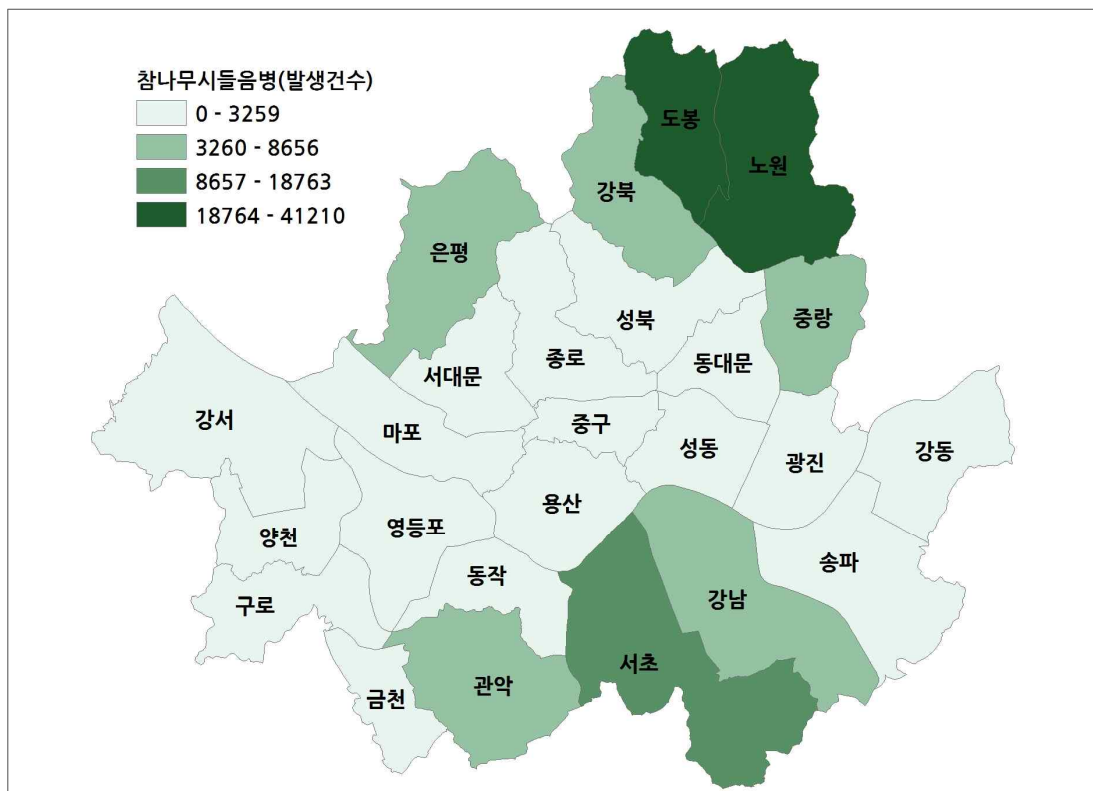 참나무시들음병(발생건수)
0 - 3259
3260 - 8656
8657 - 18763
18764 - 41210
도봉
노원
강북
은평
중랑
성북
동대문
종로
서대문
강서
마포
중구
성동
광진
강동
용산
영등포
양천
송파
동작
구로
강남
서초
관악
금천